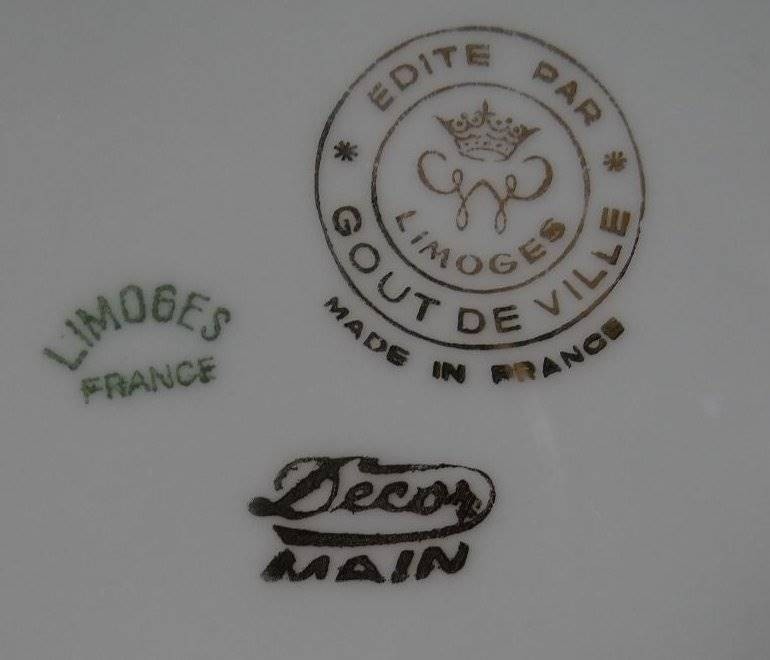 EDITE PAR
LIMOGES
GOUT DE VILLE
MADE IN FRANCE
LIMOGES
FRANCE
Decor
MAIN